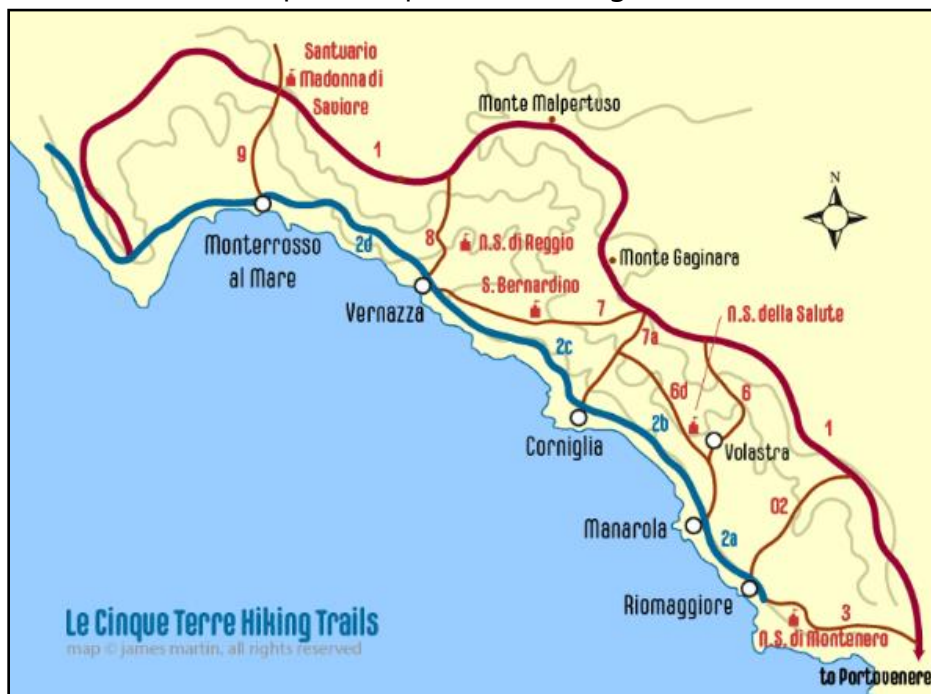 Santuario
Madonna di
Saviore
Monte Malpertuso
1
9
N
Monterrosso
al Mare
2d
8
N.S. di Reggio
Monte Gaginara
S. Bernardino
Vernazza
7
N.S. della Salute
7a
2c
6d
6
2b
Corniglia
Volastra
1
02
Manarola
2a
Riomaggiore
3
N.S. di Montenero
Le Cinque Terre Hiking Trails
map © james martin, all rights reserved
to Portovenere